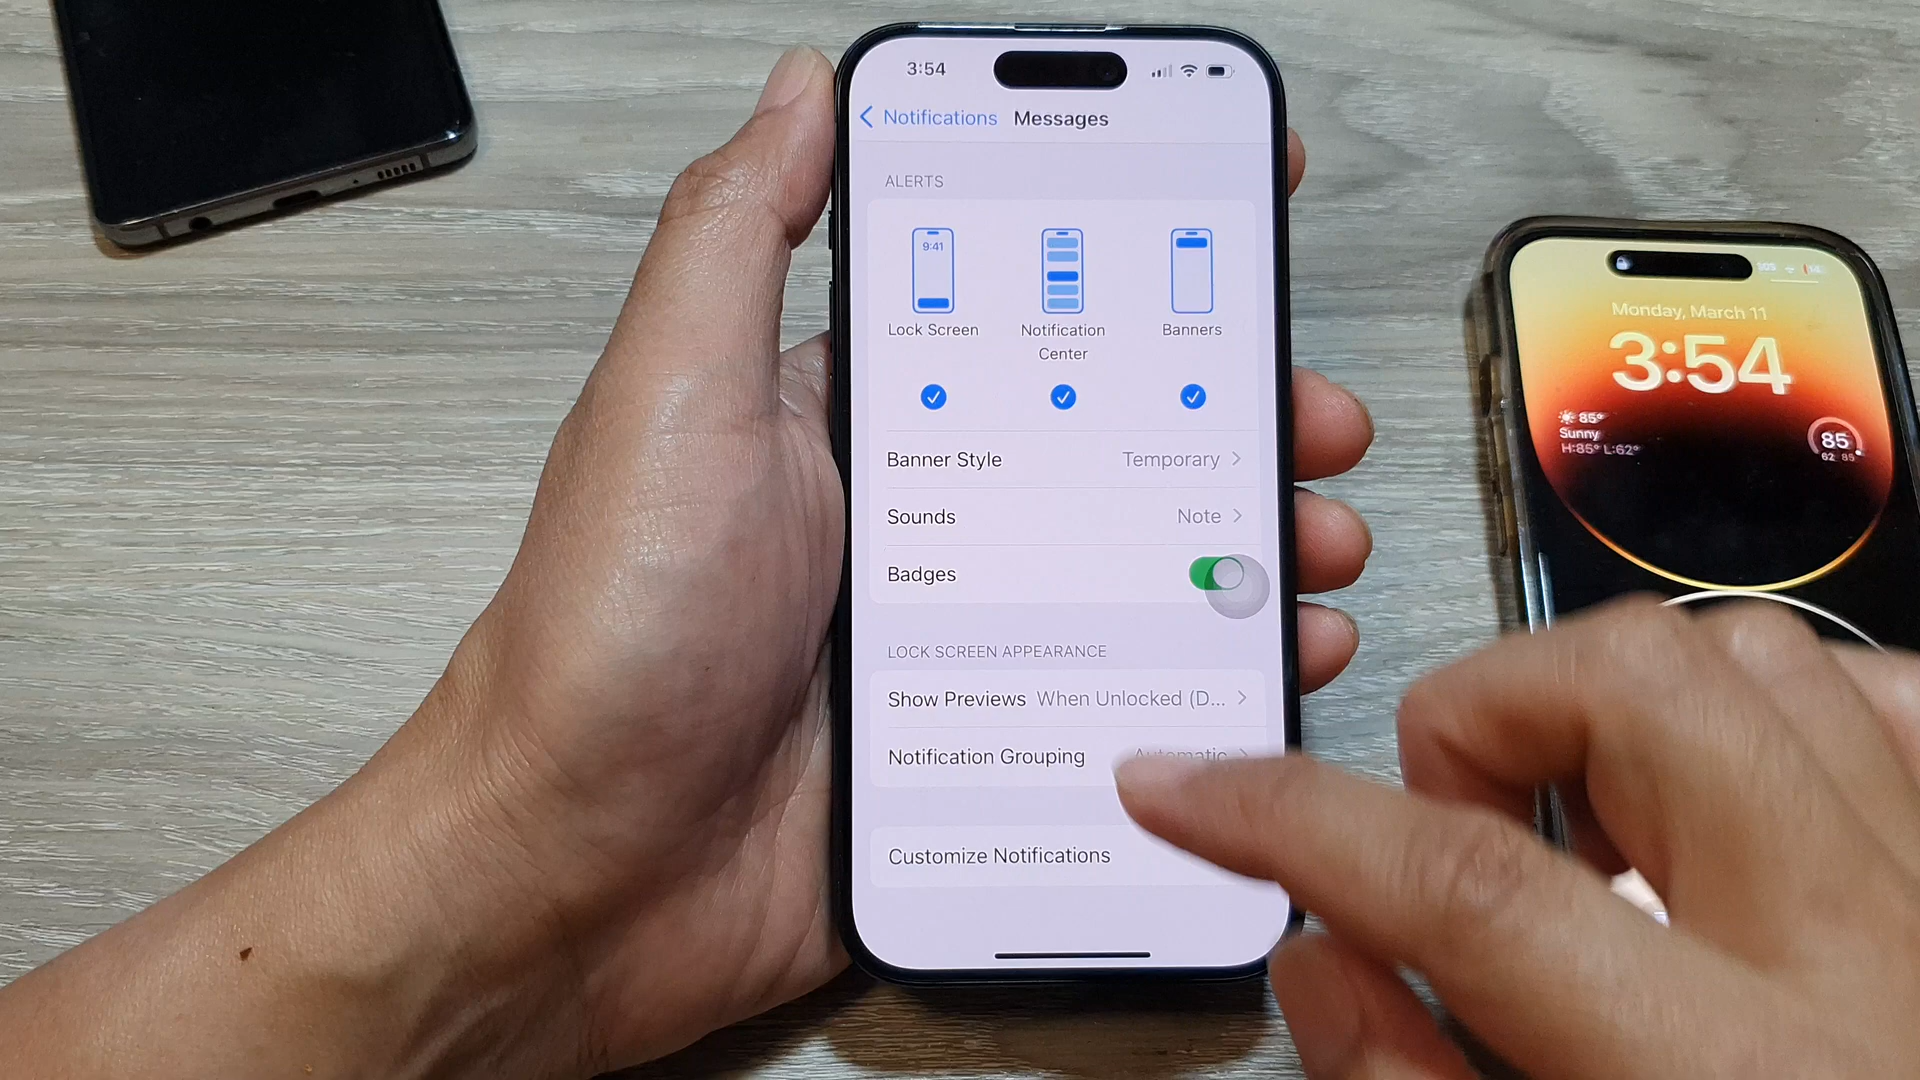 3:54
Notifications Messages
ALERTS
9:41
Lock Screen
Notification
Center
Banners
Banner Style Temporary
Sounds Note
Badges
LOCK SCREEN APPEARANCE
Show Previews When Unlocked (D...
Notification Grouping Automatic
Customize Notifications
SOS
Monday, March 11
3:54
85°
Sunny
H:85° L:62°
85
62 85